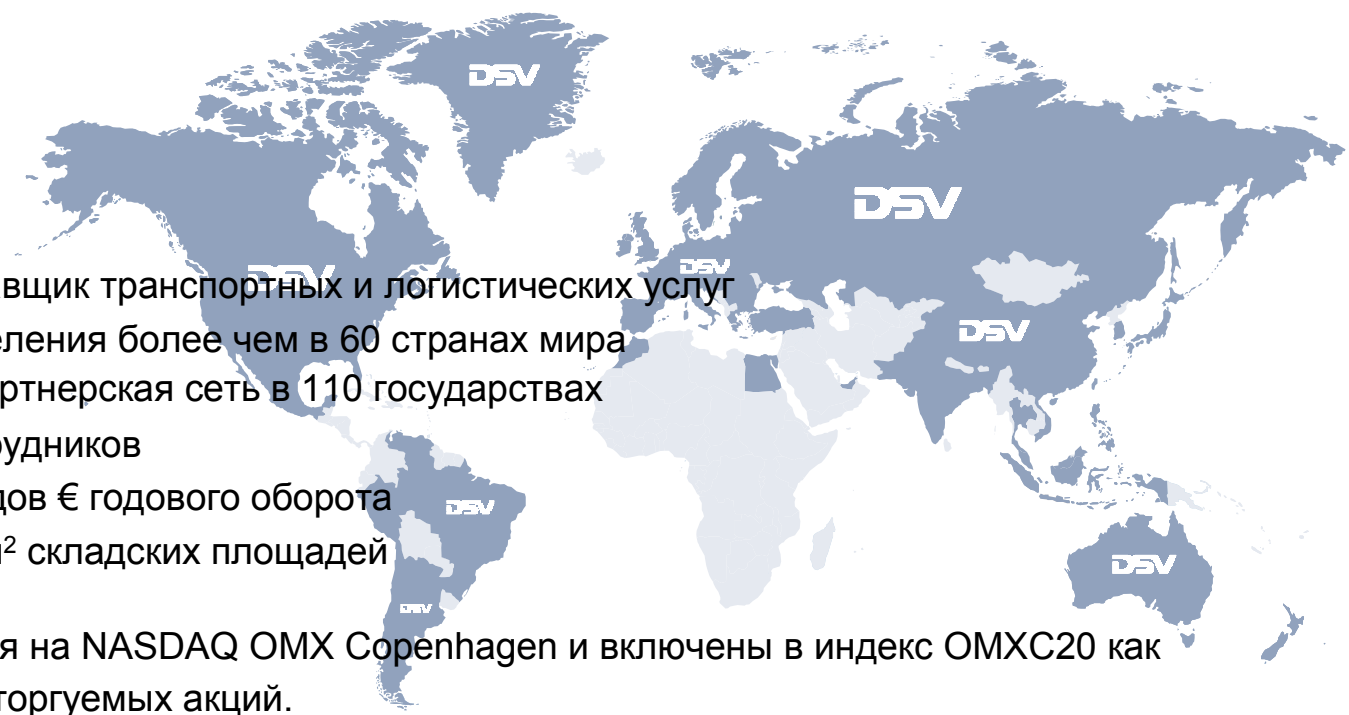 DSV
DSV
DSV
DSV
DSV
DSV
DSV
DSV
вщик транспортных и логистических услуг
еления более чем в 60 странах мира
ртнерская сеть в 110 государствах
рудников
дов € годового оборота
² складских площадей
я на NASDAQ OMX Copenhagen и включены в индекс OMXC20 как
торгуемых акций.